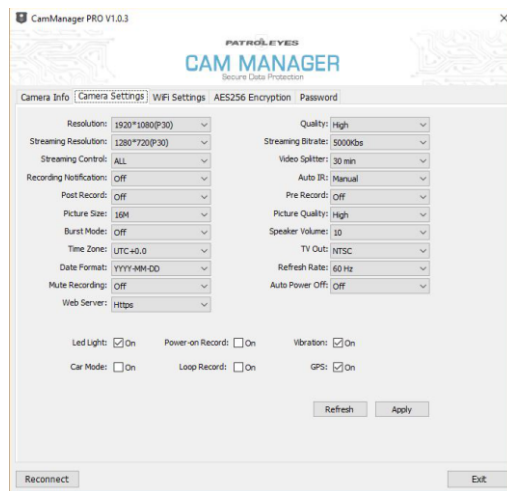 CamManager PRO V1.0.3
PATROLEYES
CAM MANAGER
Secure Data Protection
Camera Info Camera Settings WiFi Settings AES256 Encryption Password
Resolution: 1920*1080(P30) Quality: High
Streaming Resolution: 1280*720(P30) Streaming Bitrate: 5000Kbs
Streaming Control: ALL Video Splitter: 30 min
Recording Notification: Off Auto IR: Manual
Post Record: Off Pre Record: Off
Picture Size: 16M Picture Quality: High
Burst Mode: Off Speaker Volume: 10
Time Zone: UTC+0.0 TV Out: NTSC
Date Format: YYYY-MM-DD Refresh Rate: 60 Hz
Mute Recording: Off Auto Power Off: Off
Web Server: Https
Led Light: On Power-on Record: On Vibration: On
Car Mode: On Loop Record: On GPS: On
Refresh Apply
Reconnect Exit